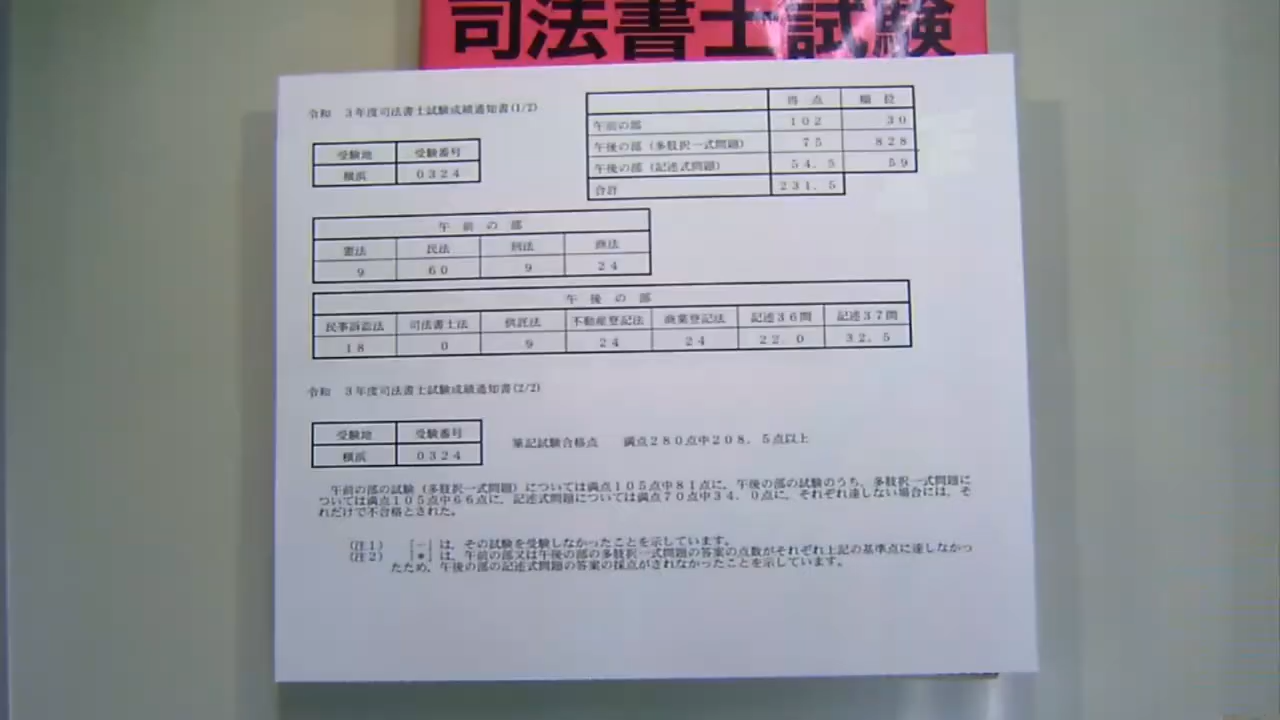 司法書士試験
令和 3年度司法書士試験成績通知書(1/2)
得点 順位
午前の部 102 30
午後の部(多肢択一式問題) 75 828
午後の部(記述式問題) 54.5 59
合計 231.5
受験地 受験番号
横浜 0324
午前の部
憲法 民法 刑法 商法
9 60 9 24
午後の部
民事訴訟法 司法書士法 供託法 不動産登記法 商業登記法 記述36問 記述37問
18 0 9 24 24 22.0 32.5
令和 3年度司法書士試験成績通知書(2/2)
受験地 受験番号
横浜 0324
筆記試験合格点 満点280点中208.5点以上
午前の部の試験(多肢択一式問題)については満点105点中81点に、午後の部の試験のうち、多肢択一式問題に
ついては満点105点中66点に、記述式問題については満点70点中34.0点に、それぞれ達しない場合には、そ
れだけで不合格とされた。
(注1) [-]は、その試験を受験しなかったことを示しています。
(注2) [*]は、午前の部又は午後の部の多肢択一式問題の答案の点数がそれぞれ上記の基準点に達しなかっ
たため、午後の部の記述式問題の答案の採点がされなかったことを示しています。